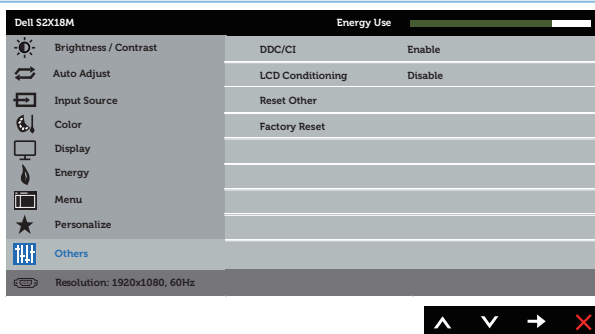 Dell S2X18M Energy Use
Brightness / Contrast
DDC/CI Enable
Auto Adjust
LCD Conditioning Disable
Input Source
Reset Other
Color
Factory Reset
Display
Energy
Menu
Personalize
Others
Resolution: 1920x1080, 60Hz